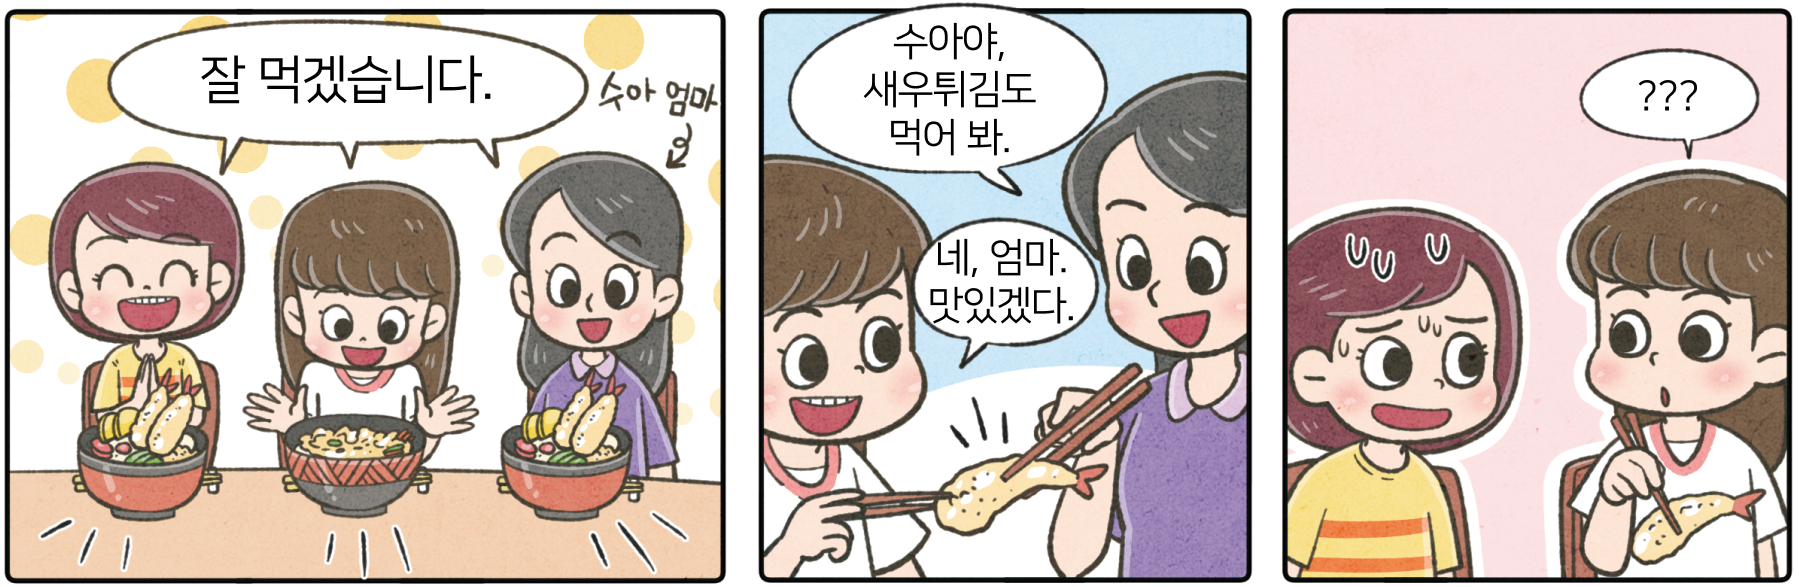 잘 먹겠습니다.
수아 엄마
수아야,
새우튀김도
먹어 봐.
네, 엄마.
맛있겠다.
???